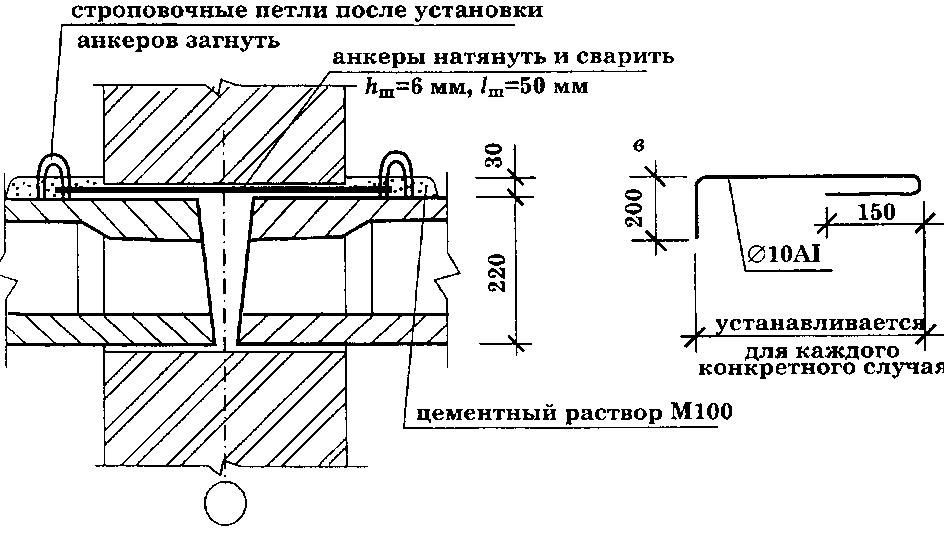 строповочные петли после установки
анкеров загнуть
анкеры натянуть и сварить
hш=6 мм, lш=50 мм
30
220
цементный раствор М100
в
200
150
∅10АI
устанавливается
для каждого
конкретного случая